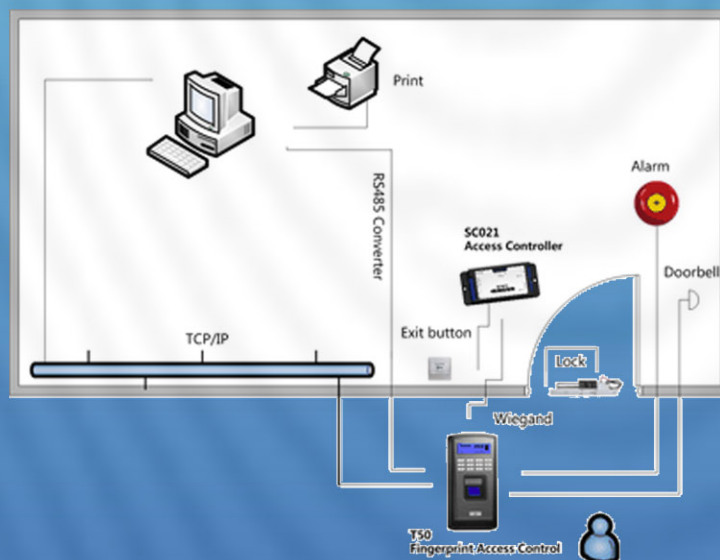 Print
Alarm
RS485 Converter
SC021
Access Controller
Doorbell
TCP/IP
Exit button
Lock
Wiegand
T50
Fingerprint Access Control